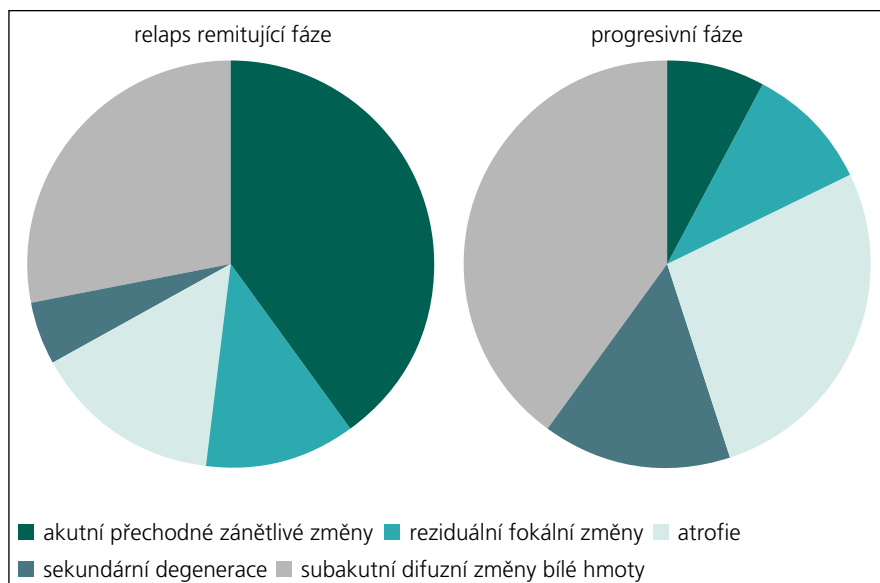 relaps remitující fáze
progresivní fáze
akutní přechodné zánětlivé změny
reziduální fokální změny
atrofie
sekundární degenerace
subakutní difuzní změny bílé hmoty